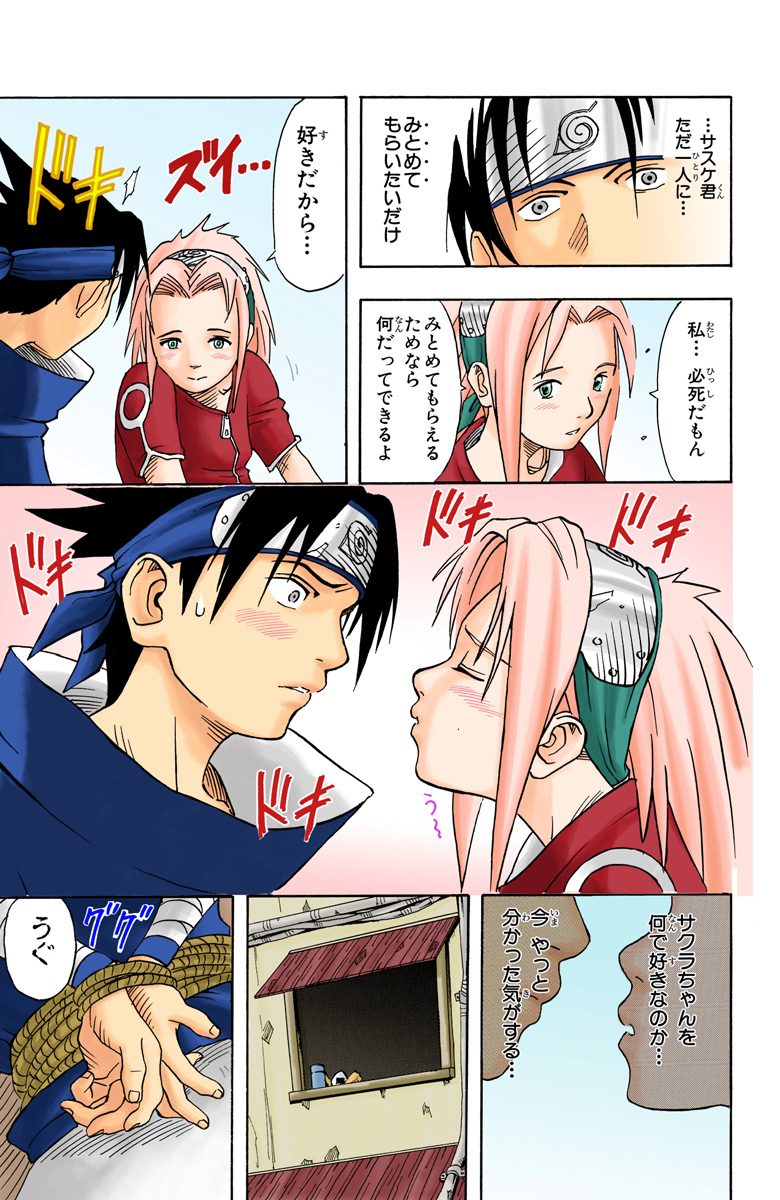 …サスケ君
ただ一人に…
みとめて
もらいたいだけ
私… 必死だもん
みとめてもらえる
ためなら
何だってできるよ
好きだから…
ズイ…
ドキ
ドキ
ドキ
ドキ
ドキ
う〜
サクラちゃんを
何で好きなのか…
今 やっと
分かった気がする…
うぐ
グググ